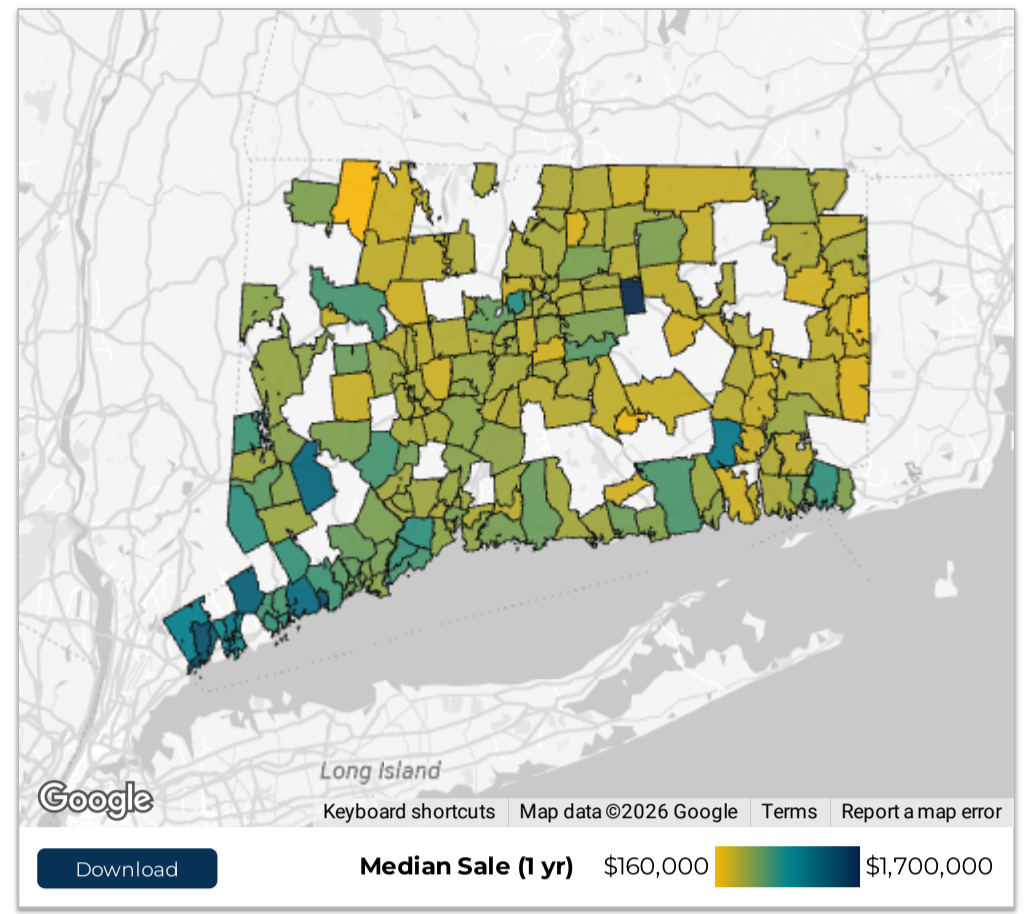 Long Island
Google
Keyboard shortcuts
Map data ©2026 Google
Terms
Report a map error
Download
Median Sale (1 yr)
$160,000
$1,700,000